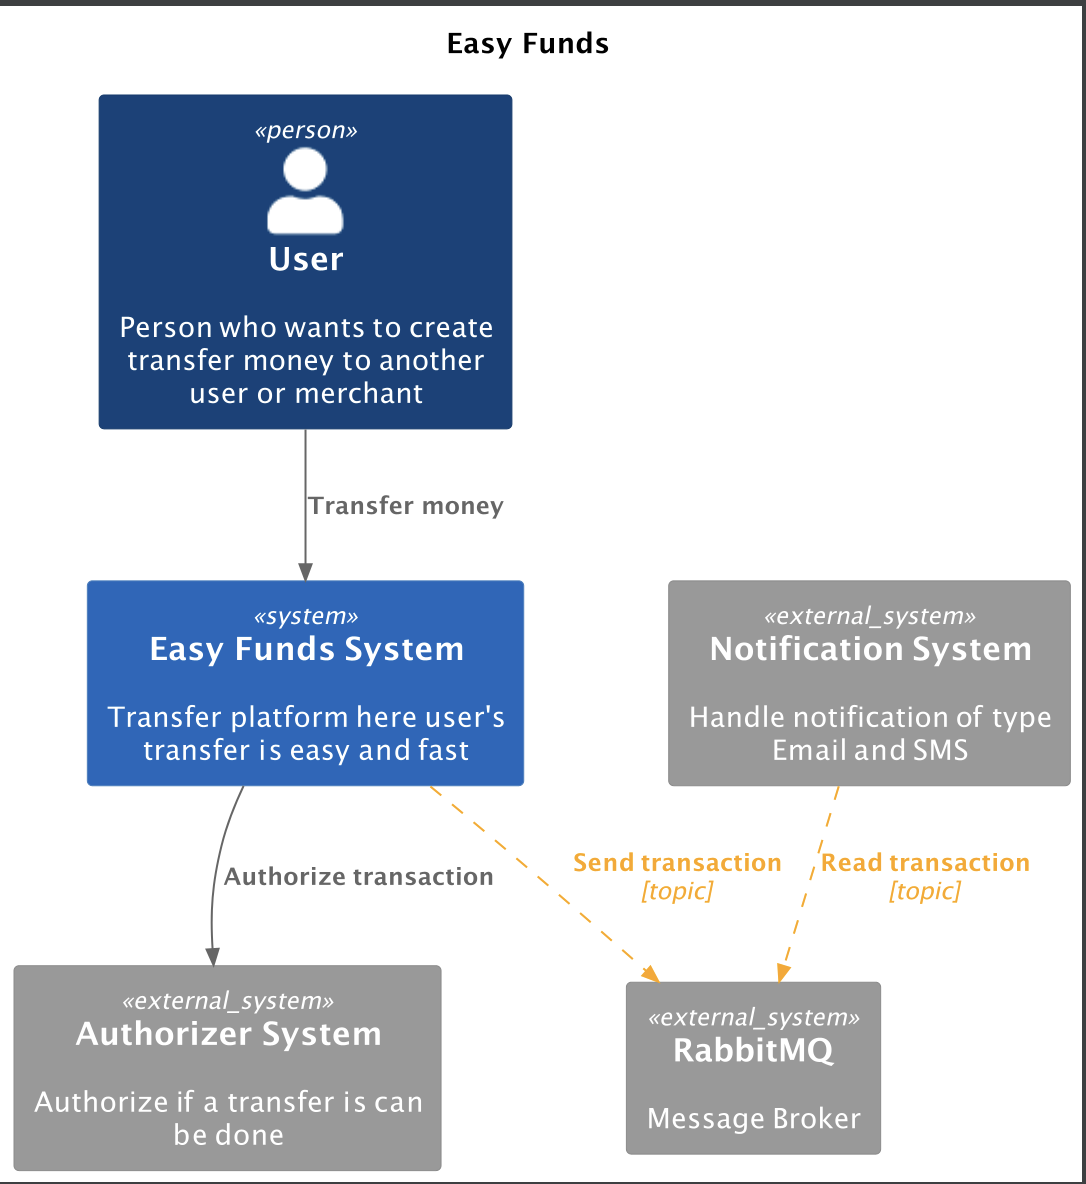 Easy Funds
«person»
User
Person who wants to create
transfer money to another
user or merchant
Transfer money
«system»
Easy Funds System
Transfer platform here user's
transfer is easy and fast
«external_system»
Notification System
Handle notification of type
Email and SMS
Authorize transaction
Send transaction
[topic]
Read transaction
[topic]
«external_system»
Authorizer System
Authorize if a transfer is can
be done
«external_system»
RabbitMQ
Message Broker